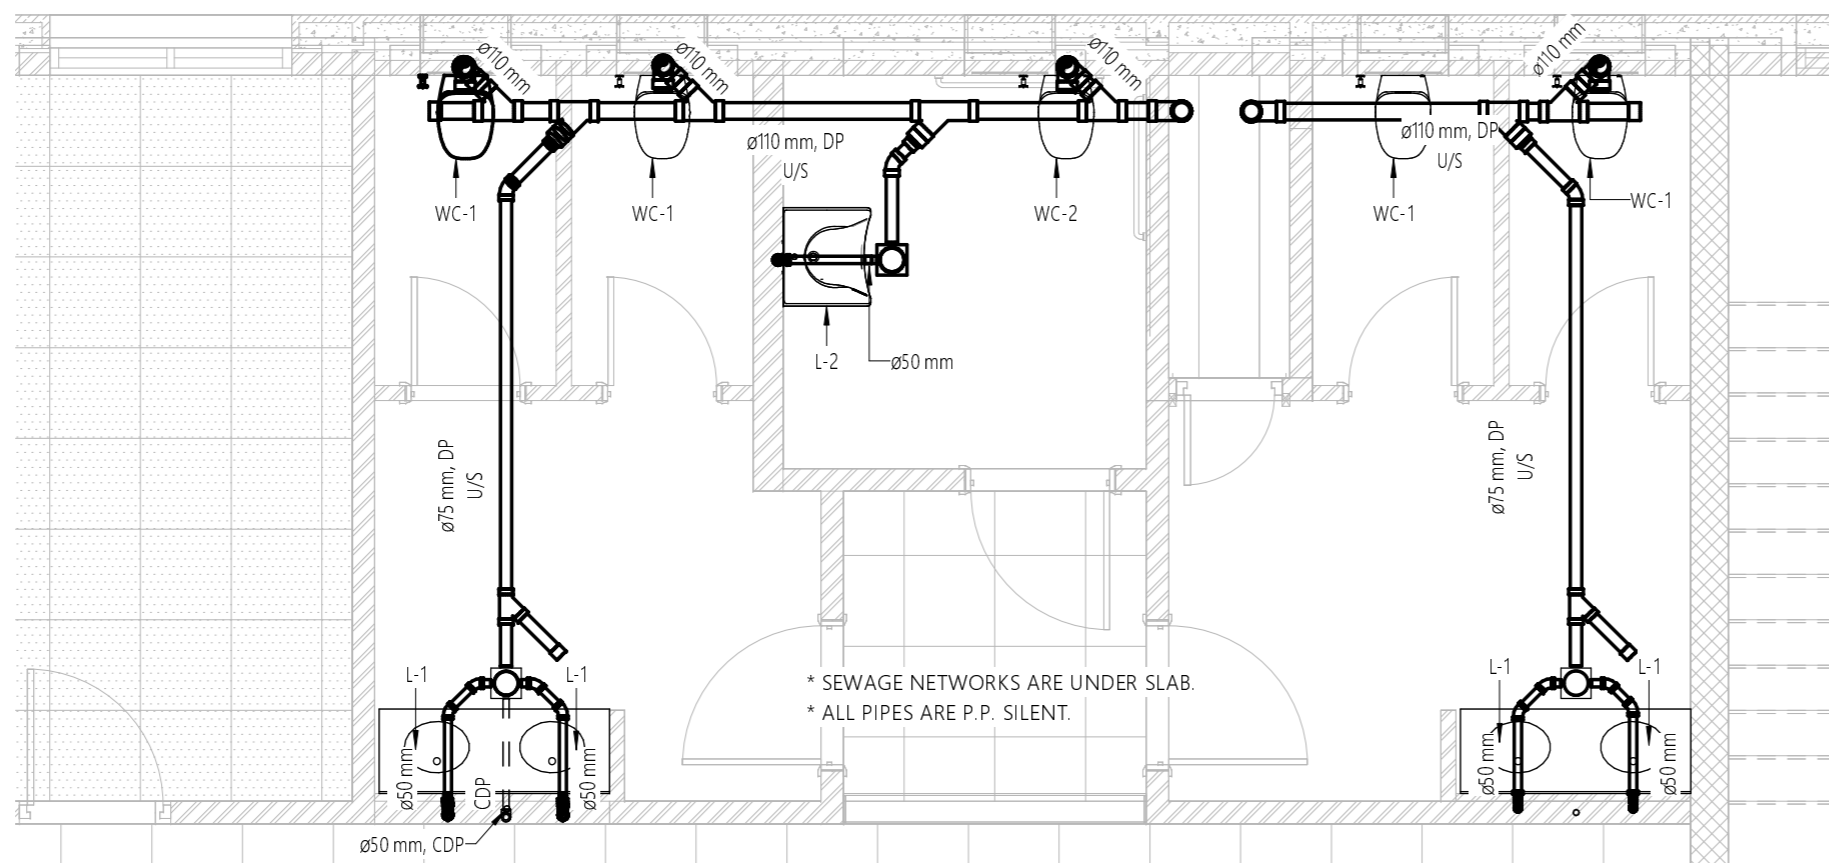 ø110 mm
ø110 mm
ø110 mm
ø110 mm
ø110 mm, DP
U/S
ø110 mm, DP
U/S
WC-1
WC-1
WC-2
WC-1
WC-1
L-2
ø50 mm
ø75 mm, DP
U/S
ø75 mm, DP
U/S
L-1
L-1
* SEWAGE NETWORKS ARE UNDER SLAB.
* ALL PIPES ARE P.P. SILENT.
L-1
L-1
ø50 mm
CDP
ø50 mm
ø50 mm
ø50 mm
ø50 mm, CDP